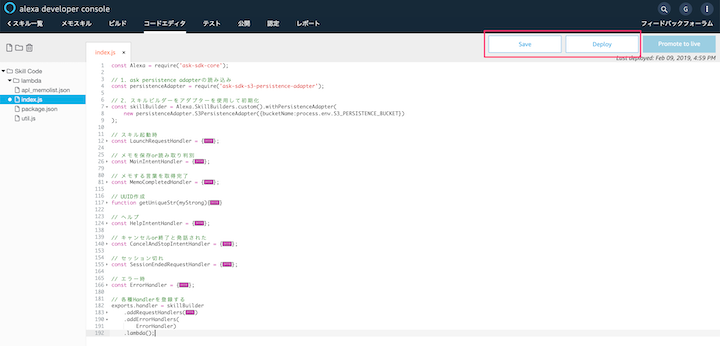 alexa developer console
G
スキル一覧 メモスキル ビルド コードエディタ テスト 公開 認定 レポート フィードバックフォーラム
Save Deploy Promote to live
Last deployed: Feb 09, 2019, 4:59 PM
index.js ×
Skill Code
lambda
apl_memolist.json
index.js
package.json
util.js
1 const Alexa = require("ask-sdk-core");
2
3 // 1. ask persistence adapterの読み込み
4 const persistenceAdapter = require("ask-sdk-s3-persistence-adapter");
5
6 // 2. スキルビルダーをアダプターを使用して初期化
7 const skillBuilder = Alexa.SkillBuilders.custom().withPersistenceAdapter(
8 new persistenceAdapter.S3PersistenceAdapter({bucketName:process.env.S3_PERSISTENCE_BUCKET})
9 );
10
11 // スキル起動時
12 const LaunchRequestHandler = {
25
26 // メモを保存or読み取り判別
26 const MainIntentHandler = {
79
80 // メモする言葉を取得完了
81 const MemoCompletedHandler = {
115
116 // UUID作成
117 function getUniqueStr(myStrong){
122
123 // ヘルプ
124 const HelpIntentHandler = {
138
139 // キャンセルor終了と発話された
140 const CancelAndStopIntentHandler = {
153
154 // セッション切れ
155 const SessionEndedRequestHandler = {
165
166 // エラー時
167 const ErrorHandler = {
180
181 // 各種Handlerを登録する
182 exports.handler = skillBuilder
183 .addRequestHandlers(
190 .addErrorHandlers(
191 ErrorHandler)
192 .lambda();